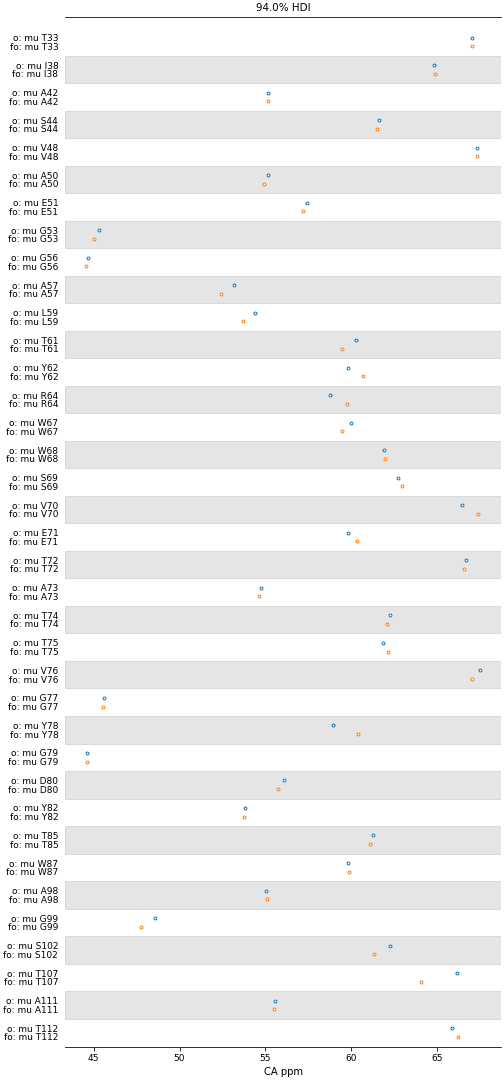 94.0% HDI
o: mu T33
fo: mu T33
o: mu I38
fo: mu I38
o: mu A42
fo: mu A42
o: mu S44
fo: mu S44
o: mu V48
fo: mu V48
o: mu A50
fo: mu A50
o: mu E51
fo: mu E51
o: mu G53
fo: mu G53
o: mu G56
fo: mu G56
o: mu A57
fo: mu A57
o: mu L59
fo: mu L59
o: mu T61
fo: mu T61
o: mu Y62
fo: mu Y62
o: mu R64
fo: mu R64
o: mu W67
fo: mu W67
o: mu W68
fo: mu W68
o: mu S69
fo: mu S69
o: mu V70
fo: mu V70
o: mu E71
fo: mu E71
o: mu T72
fo: mu T72
o: mu A73
fo: mu A73
o: mu T74
fo: mu T74
o: mu T75
fo: mu T75
o: mu V76
fo: mu V76
o: mu G77
fo: mu G77
o: mu Y78
fo: mu Y78
o: mu G79
fo: mu G79
o: mu D80
fo: mu D80
o: mu Y82
fo: mu Y82
o: mu T85
fo: mu T85
o: mu W87
fo: mu W87
o: mu A98
fo: mu A98
o: mu G99
fo: mu G99
o: mu S102
fo: mu S102
o: mu T107
fo: mu T107
o: mu A111
fo: mu A111
o: mu T112
fo: mu T112
45 50 55 60 65
CA ppm